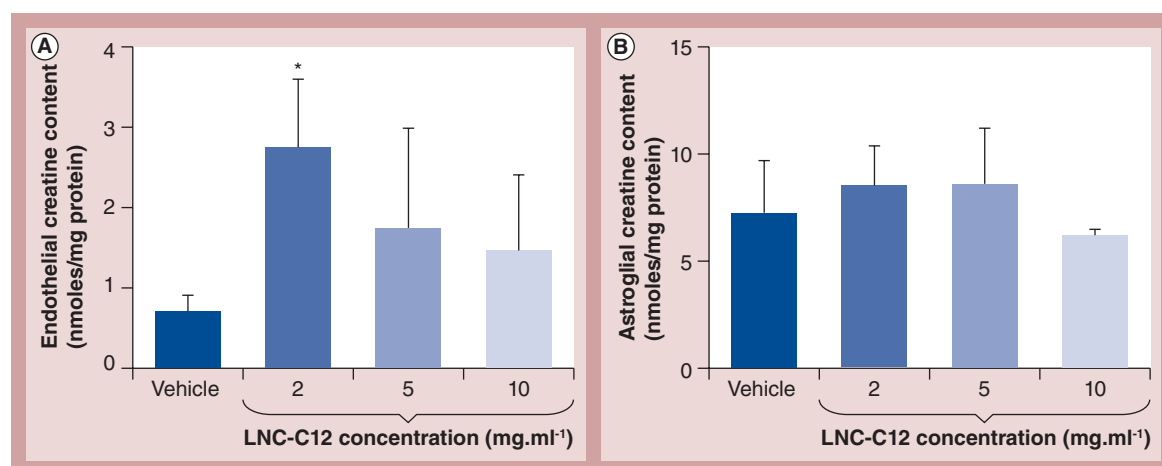 A
Endothelial creatine content
(nmoles/mg protein)
4
3
2
1
0
*
Vehicle 2 5 10
LNC-C12 concentration (mg.ml⁻¹)
B
Astroglial creatine content
(nmoles/mg protein)
15
10
5
0
Vehicle 2 5 10
LNC-C12 concentration (mg.ml⁻¹)